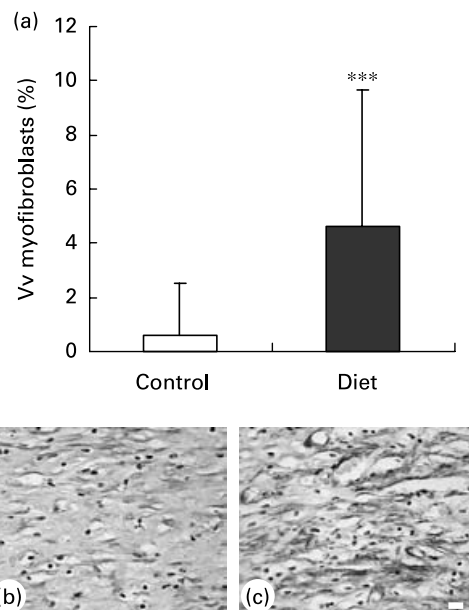 (a)
12
10
8
6
4
2
0
Vv myofibroblasts (%)
***
Control
Diet
(b)
(c)